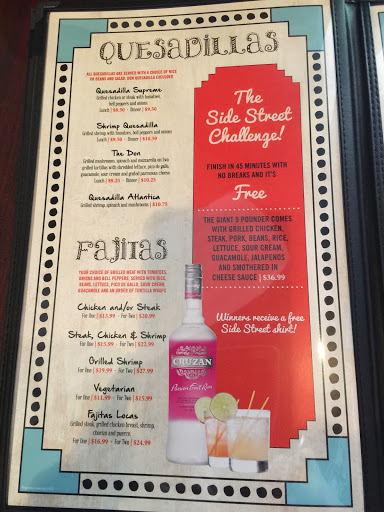 QUESADILLAS
ALL QUESADILLAS ARE SERVED WITH A CHOICE OF RICE
OR BEANS AND SALAD. DON QUESADILLA EXCLUDED
Quesadilla Supreme
Grilled chicken or steak with tomatoes,
bell peppers and onions
Lunch | $8.50 · Dinner | $9.50
Shrimp Quesadilla
Grilled shrimp with tomatoes, bell peppers and onions
Lunch | $9.50 · Dinner | $10.50
The Don
Grilled mushrooms, spinach and mozzarella on two
grilled tortillas, with shredded lettuce, pico de gallo,
guacamole, sour cream and grated parmesan cheese
Lunch | $9.25 · Dinner | $10.25
Quesadilla Atlantica
Grilled shrimp, spinach and mushrooms | $10.75
FAJITAS
YOUR CHOICE OF GRILLED MEAT WITH TOMATOES,
ONIONS AND BELL PEPPERS. SERVED WITH RICE,
BEANS, LETTUCE, PICO DE GALLO, SOUR CREAM,
GUACAMOLE AND AN ORDER OF TORTILLA WRAPS
Chicken and/or Steak
For One | $13.99 · For Two | $20.99
Steak, Chicken & Shrimp
For One | $15.99 · For Two | $22.99
Grilled Shrimp
For One | $19.99 · For Two | $27.99
Vegetarian
For One | $11.99 · For Two | $15.99
Fajitas Locas
Grilled steak, grilled chicken breast, shrimp,
chorizo and
For One | $16.99 · For Two | $24.99
The
Side Street
Challenge!
FINISH IN 45 MINUTES WITH
NO BREAKS AND IT'S
Free
THE GIANT 5 POUNDER COMES
WITH GRILLED CHICKEN,
STEAK, PORK, BEANS, RICE,
LETTUCE, SOUR CREAM,
GUACAMOLE, JALAPENOS
AND SMOTHERED IN
CHEESE SAUCE | $36.99
Winners receive a free
Side Street shirt!
CRUZAN
Passion Fruit Rum